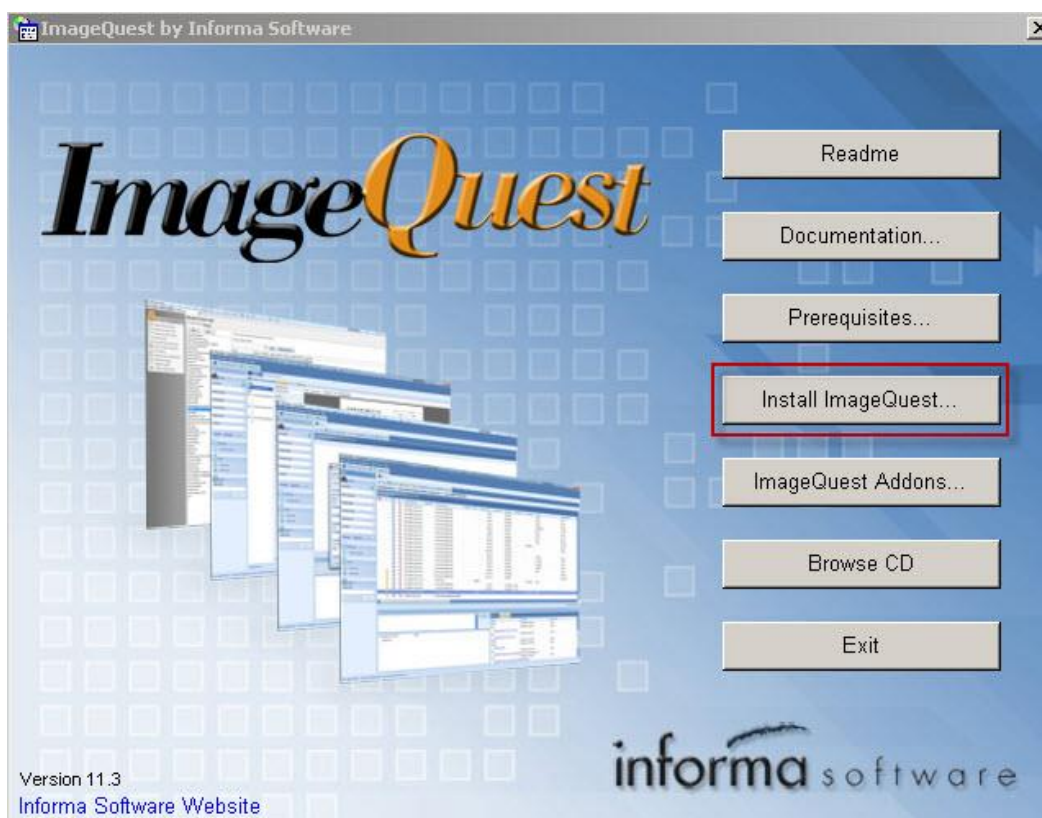 ImageQuest by Informa Software
ImageQuest
Readme
Documentation...
Prerequisites...
Install ImageQuest...
ImageQuest Addons...
Browse CD
Exit
informa software
Version 11.3
Informa Software Website